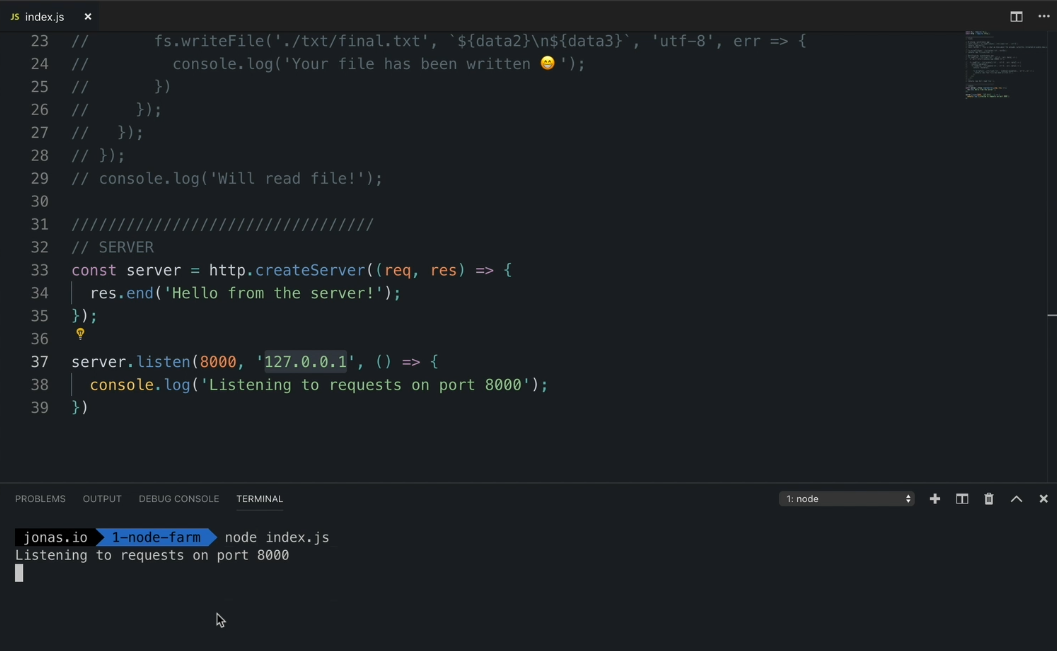 JS index.js ×
23 //       fs.writeFile('./txt/final.txt', `${data2}\n${data3}`, 'utf-8', err => {
24 //         console.log('Your file has been written 😁');
25 //       })
26 //     });
27 //   });
28 // });
29 // console.log('Will read file!');
30
31 /////////////////////////////////
32 // SERVER
33 const server = http.createServer((req, res) => {
34   res.end('Hello from the server!');
35 });
36
37 server.listen(8000, '127.0.0.1', () => {
38   console.log('Listening to requests on port 8000');
39 })
PROBLEMS OUTPUT DEBUG CONSOLE TERMINAL 1: node
jonas.io 1-node-farm node index.js
Listening to requests on port 8000